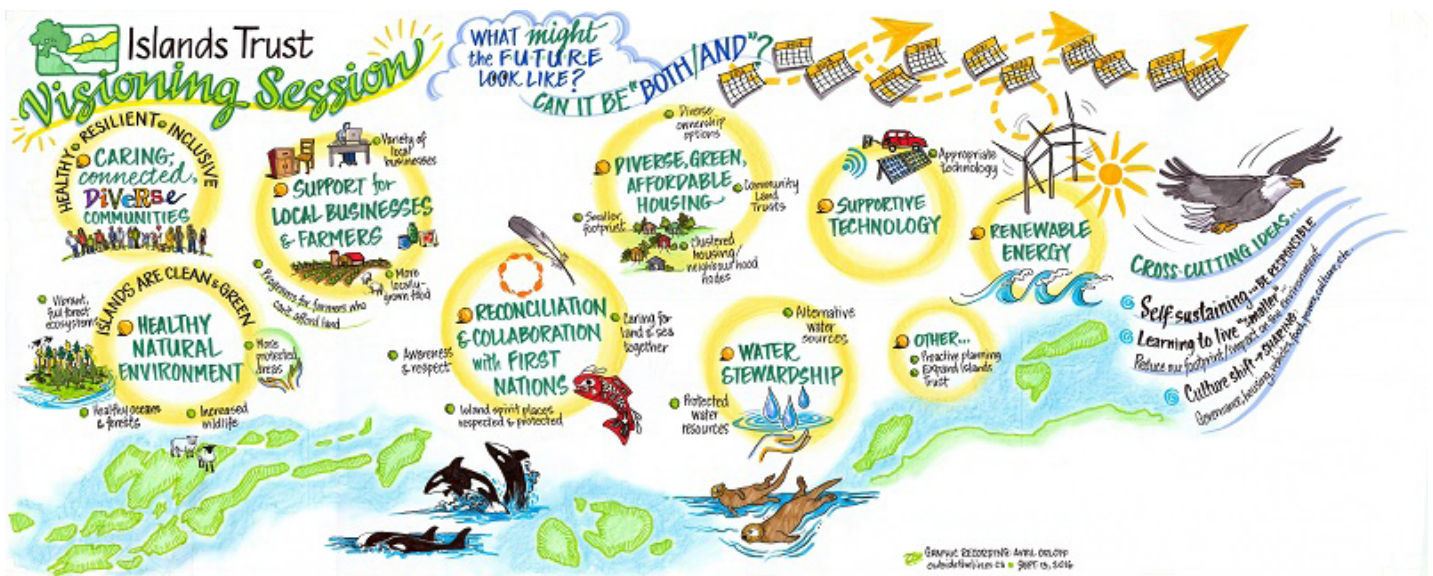 Islands Trust
Visioning Session
WHAT might
the FUTURE
LOOK LIKE?
CAN IT BE "BOTH/AND"?
HEALTHY • RESILIENT • INCLUSIVE
CARING,
connected,
DIVERSE
COMMUNITIES
SUPPORT for
LOCAL BUSINESSES
& FARMERS
Variety of
local
businesses
More
locally-
grown food
Programs for farmers who
can't afford land
ISLANDS ARE CLEAN & GREEN
HEALTHY
NATURAL
ENVIRONMENT
Vibrant,
full forest
ecosystems
More
protected
areas
Healthy oceans
& forests
Increased
wildlife
RECONCILIATION
& COLLABORATION
with FIRST
NATIONS
Caring for
land & sea
together
Awareness
& respect
Island spirit places
respected & protected
DIVERSE, GREEN,
AFFORDABLE
HOUSING
Diverse
ownership
options
Community
Land
Trusts
Smaller
footprint
Clustered
housing/
neighbourhood
nodes
WATER
STEWARDSHIP
Alternative
water
sources
Protected
water
resources
SUPPORTIVE
TECHNOLOGY
Appropriate
technology
RENEWABLE
ENERGY
OTHER...
Proactive planning
Expand Islands
Trust
CROSS-CUTTING IDEAS...
Self sustaining... BE RESPONSIBLE
Learning to live "smaller"...
Reduce our footprint/impact on the environment
Culture shift → SHARING
Governance, housing, vehicles, food, power, culture, etc.
GRAPHIC RECORDING: AVRIL ORLOFF
outsidethelines.ca • SEPT 13, 2016